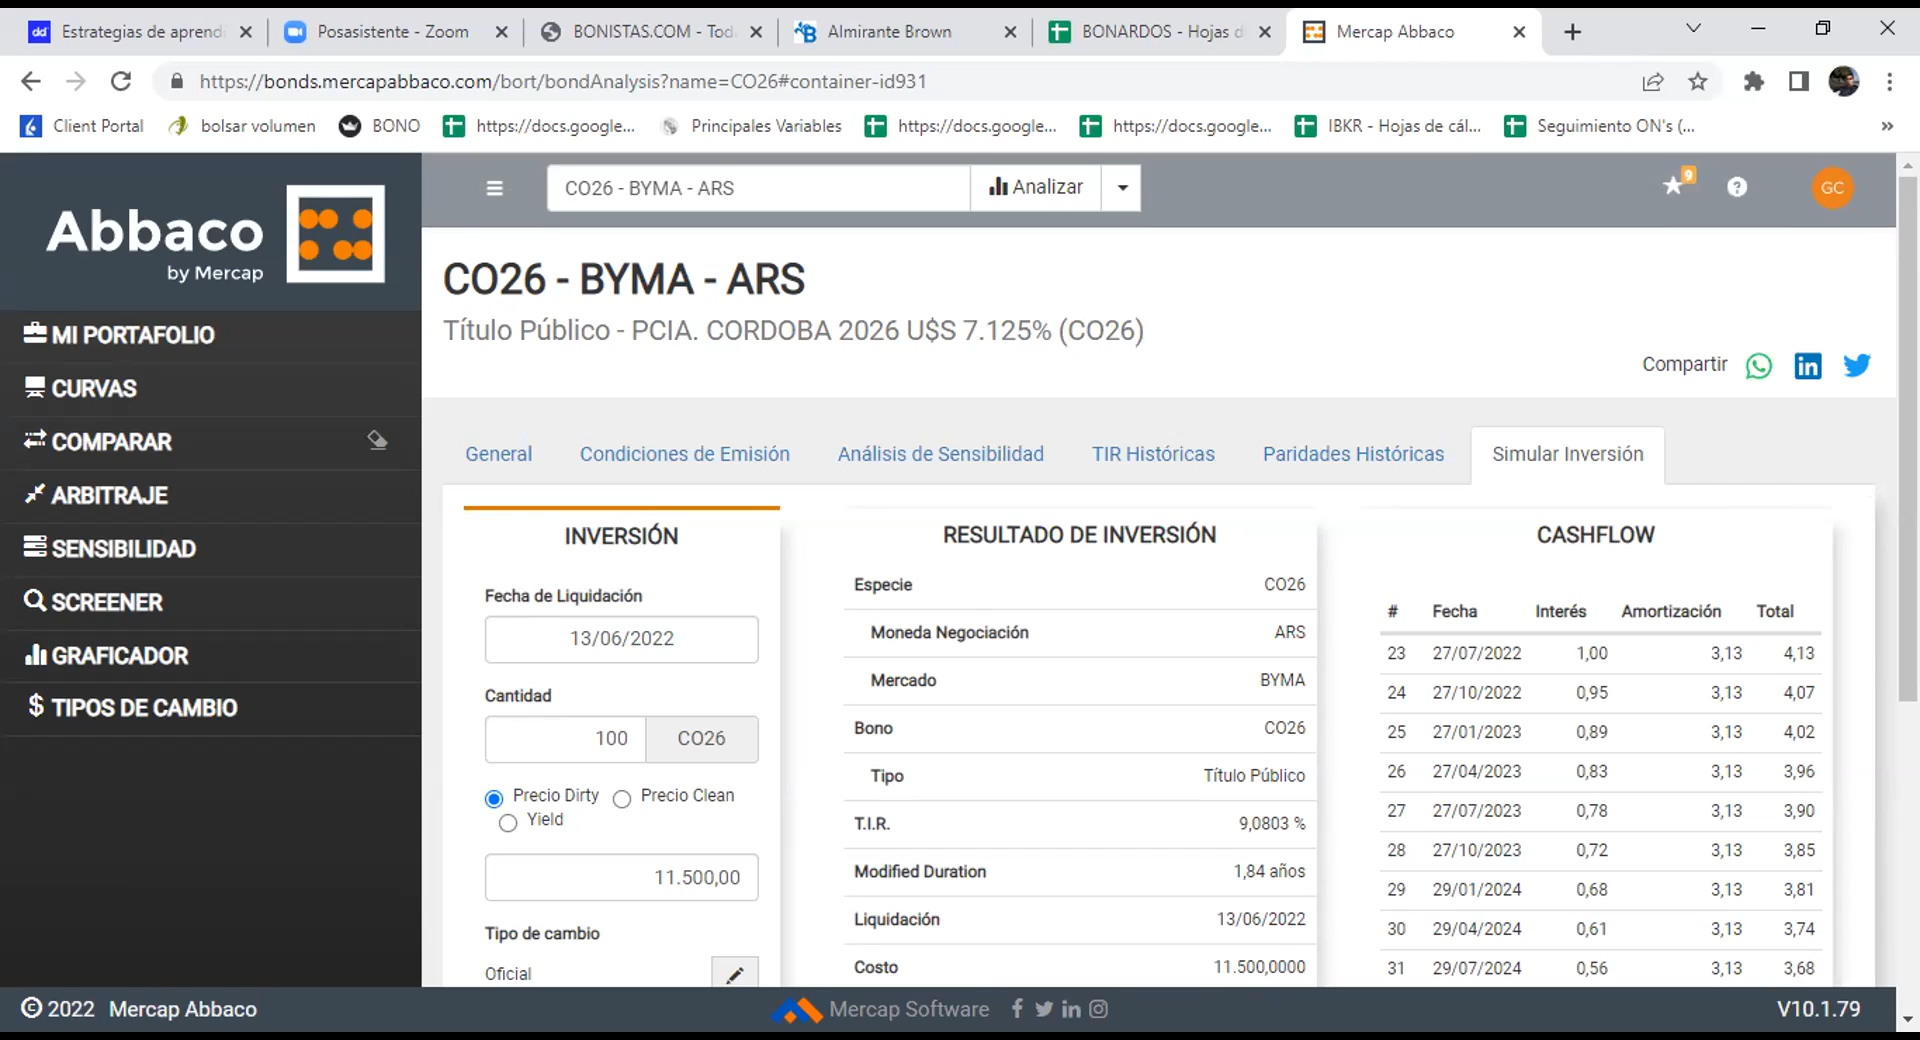 Estrategias de aprend
Posasistente - Zoom
BONISTAS.COM - Tod
Almirante Brown
BONARDOS - Hojas d
Mercap Abbaco
https://bonds.mercapabbaco.com/bort/bondAnalysis?name=CO26#container-id931
Client Portal
bolsar volumen
BONO
https://docs.google...
Principales Variables
https://docs.google...
https://docs.google...
IBKR - Hojas de cál...
Seguimiento ON's (...
»
Abbaco
by Mercap
CO26 - BYMA - ARS
Analizar
9
?
GC
MI PORTAFOLIO
CURVAS
COMPARAR
ARBITRAJE
SENSIBILIDAD
SCREENER
GRAFICADOR
$ TIPOS DE CAMBIO
CO26 - BYMA - ARS
Título Público - PCIA. CORDOBA 2026 U$S 7.125% (CO26)
Compartir
General
Condiciones de Emisión
Análisis de Sensibilidad
TIR Históricas
Paridades Históricas
Simular Inversión
INVERSIÓN
Fecha de Liquidación
13/06/2022
Cantidad
100 CO26
Precio Dirty Precio Clean
Yield
11.500,00
Tipo de cambio
Oficial
RESULTADO DE INVERSIÓN
Especie CO26
Moneda Negociación ARS
Mercado BYMA
Bono CO26
Tipo Título Público
T.I.R. 9,0803 %
Modified Duration 1,84 años
Liquidación 13/06/2022
Costo 11.500,0000
CASHFLOW
# Fecha Interés Amortización Total
23 27/07/2022 1,00 3,13 4,13
24 27/10/2022 0,95 3,13 4,07
25 27/01/2023 0,89 3,13 4,02
26 27/04/2023 0,83 3,13 3,96
27 27/07/2023 0,78 3,13 3,90
28 27/10/2023 0,72 3,13 3,85
29 29/01/2024 0,68 3,13 3,81
30 29/04/2024 0,61 3,13 3,74
31 29/07/2024 0,56 3,13 3,68
© 2022 Mercap Abbaco
Mercap Software
V10.1.79